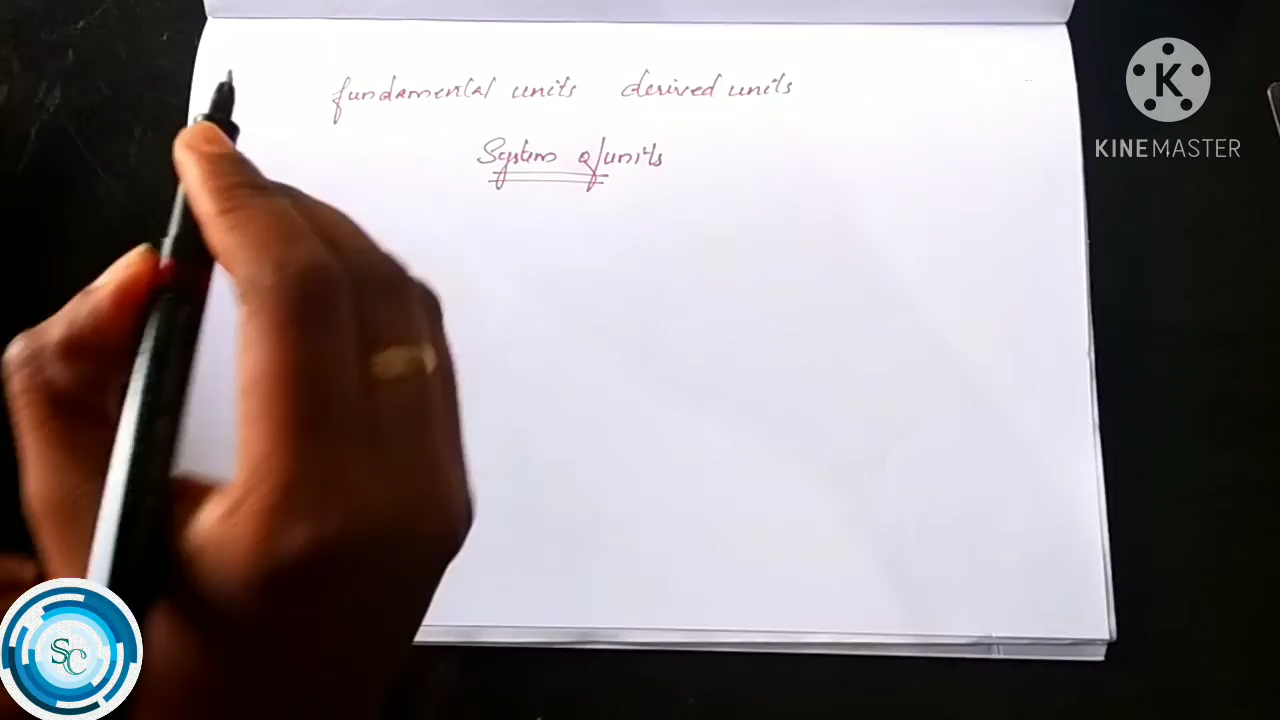 fundamental units derived units
System of units
KINEMASTER
K
SC